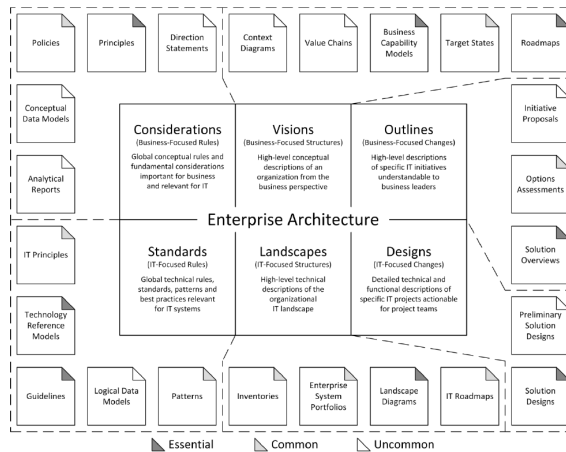 Policies
Principles
Direction
Statements
Context
Diagrams
Value Chains
Business
Capability
Models
Target States
Roadmaps
Conceptual
Data Models
Initiative
Proposals
Analytical
Reports
Options
Assessments
Considerations
(Business-Focused Rules)
Global conceptual rules and
fundamental considerations
important for business
and relevant for IT
Visions
(Business-Focused Structures)
High-level conceptual
descriptions of an
organization from the
business perspective
Outlines
(Business-Focused Changes)
High-level descriptions
of specific IT initiatives
understandable to
business leaders
Enterprise Architecture
Standards
(IT-Focused Rules)
Global technical rules,
standards, patterns and
best practices relevant
for IT systems
Landscapes
(IT-Focused Structures)
High-level technical
descriptions of the
organizational
IT landscape
Designs
(IT-Focused Changes)
Detailed technical and
functional descriptions of
specific IT projects actionable
for project teams
IT Principles
Solution
Overviews
Technology
Reference
Models
Preliminary
Solution
Designs
Guidelines
Logical Data
Models
Patterns
Inventories
Enterprise
System
Portfolios
Landscape
Diagrams
IT Roadmaps
Solution
Designs
Essential
Common
Uncommon